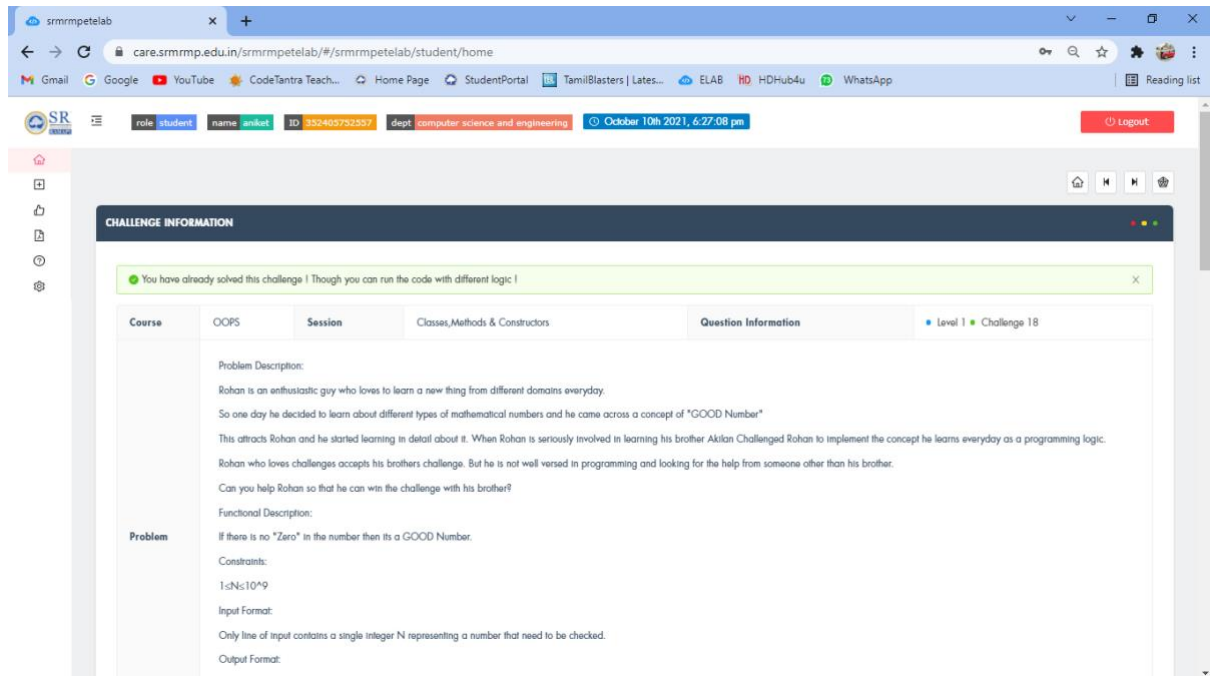 srmrmpetelab
care.srmrmp.edu.in/srmrmpetelab/#/srmrmpetelab/student/home
Gmail Google YouTube CodeTantra Teach... Home Page StudentPortal TamilBlasters | Lates... ELAB HD HDHub4u WhatsApp Reading list
SR role student name aniket ID 352405752557 dept computer science and engineering October 10th 2021, 6:27:08 pm Logout
CHALLENGE INFORMATION
You have already solved this challenge ! Though you can run the code with different logic !
Course OOPS Session Classes,Methods & Constructors Question Information Level 1 Challenge 18
Problem Description:
Rohan is an enthusiastic guy who loves to learn a new thing from different domains everyday.
So one day he decided to learn about different types of mathematical numbers and he came across a concept of "GOOD Number"
This attracts Rohan and he started learning in detail about it. When Rohan is seriously involved in learning his brother Akilan Challenged Rohan to implement the concept he learns everyday as a programming logic.
Rohan who loves challenges accepts his brothers challenge. But he is not well versed in programming and looking for the help from someone other than his brother.
Can you help Rohan so that he can win the challenge with his brother?
Functional Description:
Problem If there is no "Zero" in the number then its a GOOD Number.
Constraints:
1≤N≤10^9
Input Format:
Only line of input contains a single integer N representing a number that need to be checked.
Output Format: